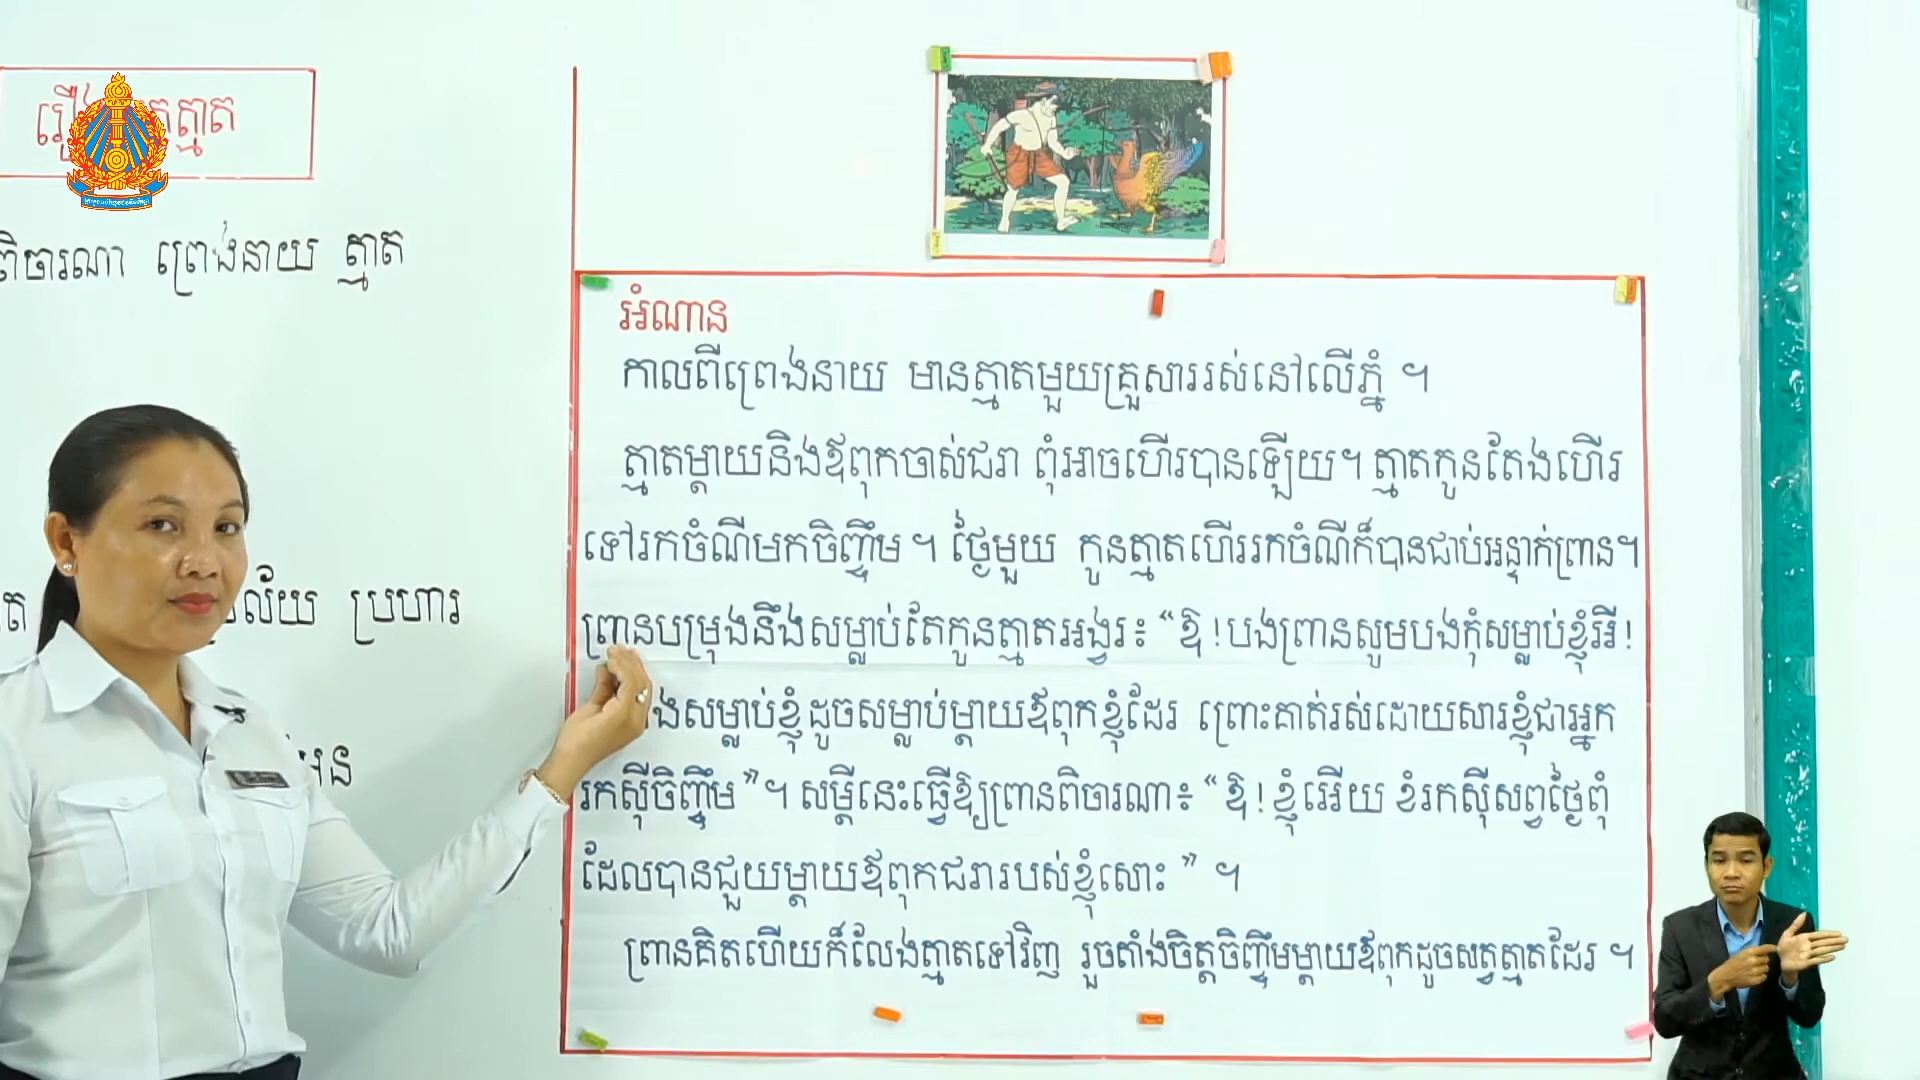 ត្មាត
ពិចារណា ព្រេងនាយ ត្មាត
ល័យ ប្រហារ
អំណាន
កាលពីព្រេងនាយ មានត្មាតមួយគ្រួសាររស់នៅលើភ្នំ ។
ត្មាតម្ដាយនិងឪពុកចាស់ជរា ពុំអាចហើរបានឡើយ។ ត្មាតកូនតែងហើរ
ទៅរកចំណីមកចិញ្ចឹម ។ ថ្ងៃមួយ កូនត្មាតហើររកចំណីក៏បានជាប់អន្ទាក់ព្រាន។
ព្រានបម្រុងនឹងសម្លាប់តែកូនត្មាតអង្វរ៖ “ ឱ ! បងព្រានសូមបងកុំសម្លាប់ខ្ញុំអី !
សម្លាប់ខ្ញុំដូចសម្លាប់ម្ដាយឪពុកខ្ញុំដែរ ព្រោះគាត់រស់ដោយសារខ្ញុំជាអ្នក
រកស៊ីចិញ្ចឹម ” ។ សម្ដីនេះធ្វើឱ្យព្រានពិចារណា៖ “ ឱ ! ខ្ញុំអើយ ខំរកស៊ីសព្វថ្ងៃពុំ
ដែលបានជួយម្ដាយឪពុកជរារបស់ខ្ញុំសោះ ” ។
ព្រានគិតហើយក៏លែងត្មាតទៅវិញ រួចតាំងចិត្តចិញ្ចឹមម្ដាយឪពុកដូចសត្វត្មាតដែរ ។